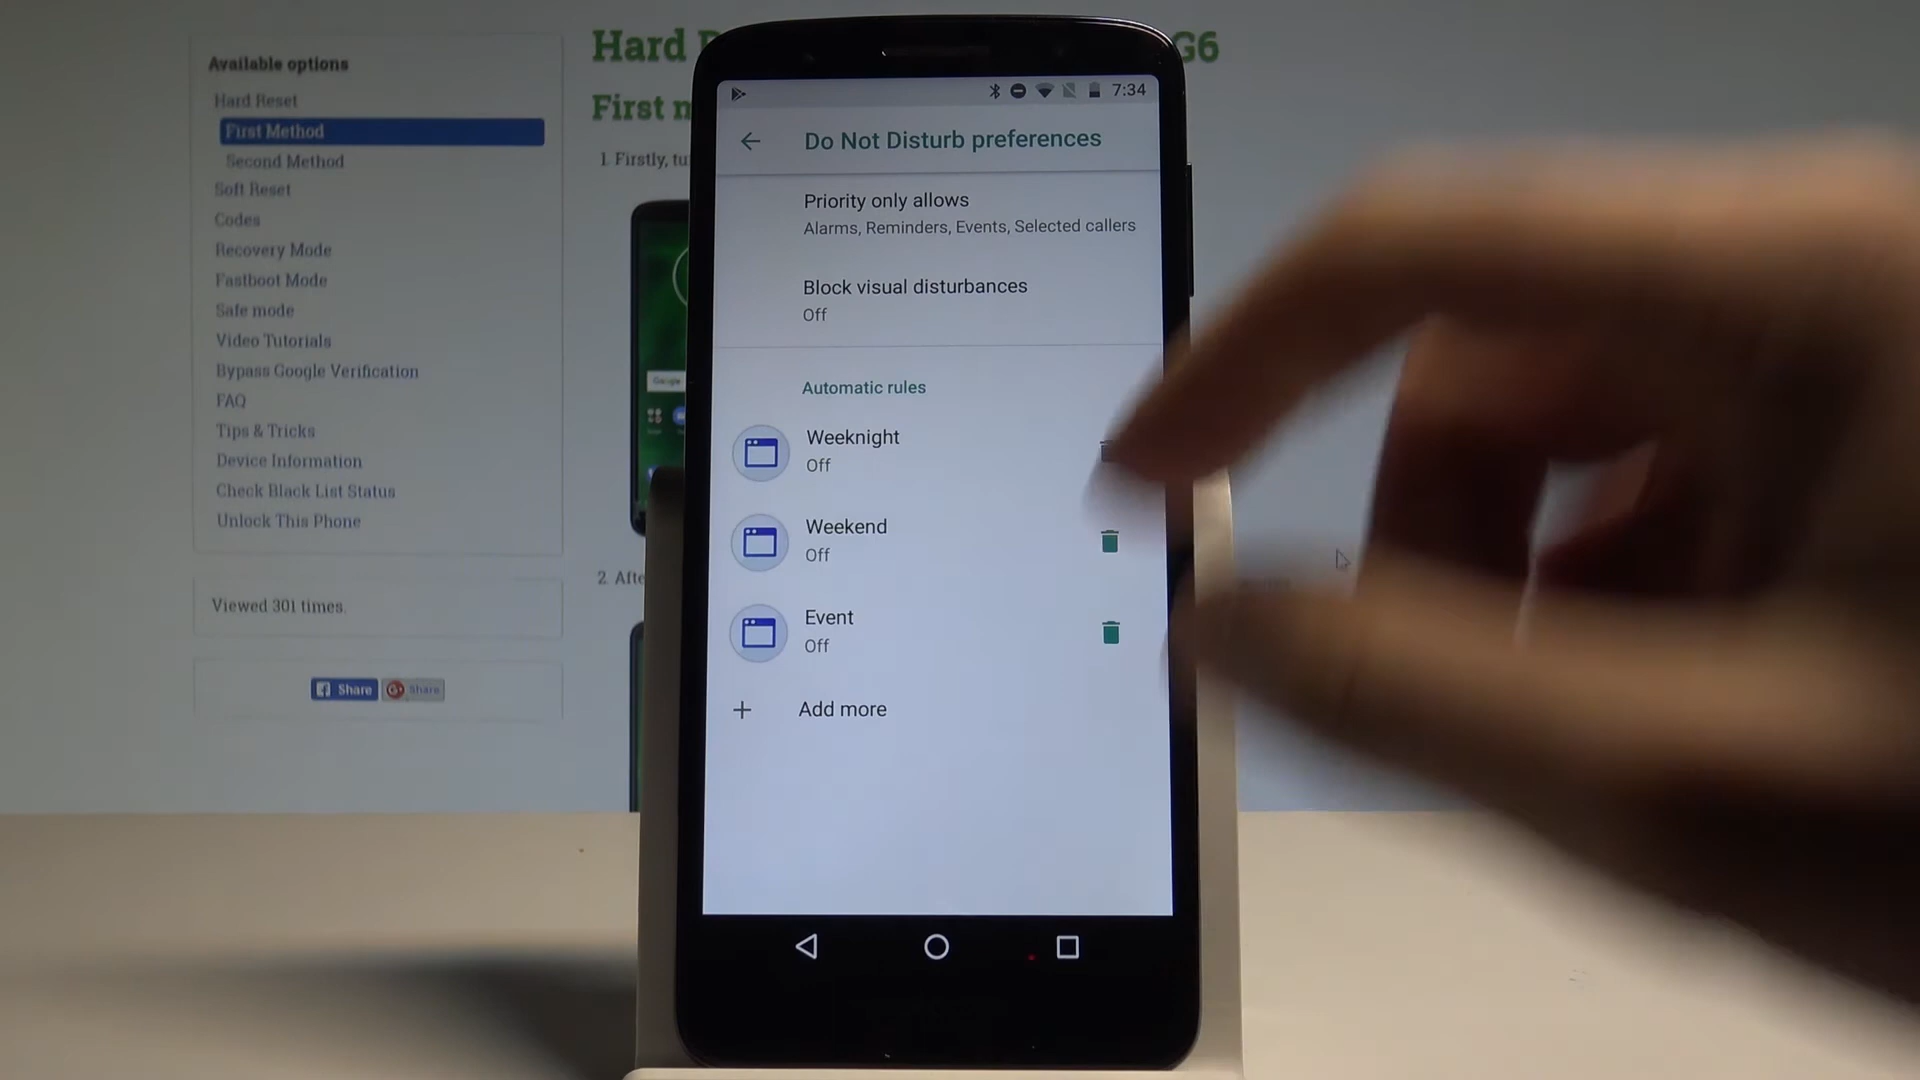 Available options
Hard Reset
First Method
Second Method
Soft Reset
Codes
Recovery Mode
Fastboot Mode
Safe mode
Video Tutorials
Bypass Google Verification
FAQ
Tips & Tricks
Device Information
Check Black List Status
Unlock This Phone
Viewed 301 times.
Share
Share
Hard
G6
First
1. Firstly, tu
Google
2. Afte
7:34
Do Not Disturb preferences
Priority only allows
Alarms, Reminders, Events, Selected callers
Block visual disturbances
Off
Automatic rules
Weeknight
Off
Weekend
Off
Event
Off
+ Add more